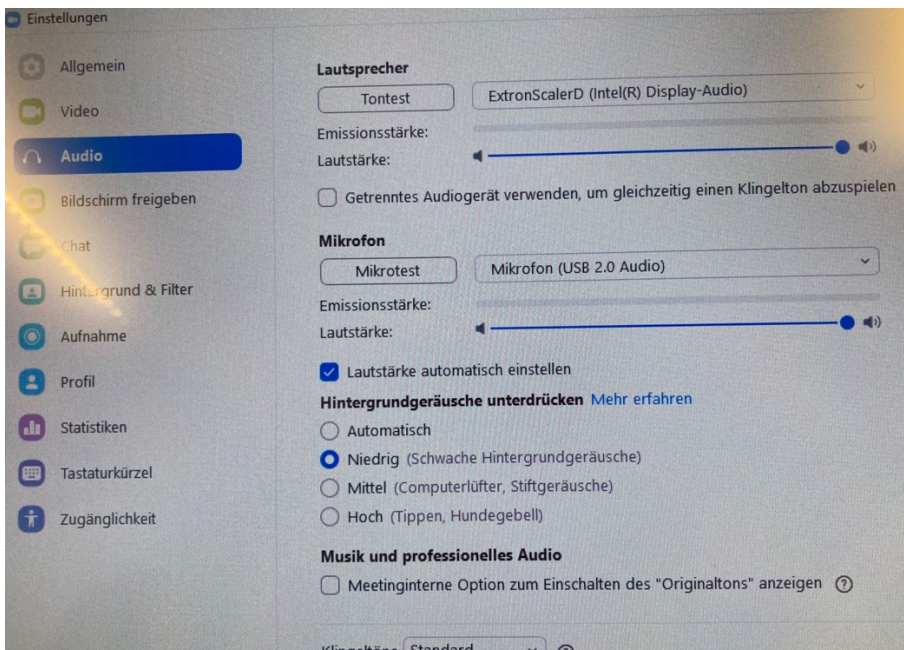 Einstellungen
Allgemein
Video
Audio
Bildschirm freigeben
Chat
Hintergrund & Filter
Aufnahme
Profil
Statistiken
Tastaturkürzel
Zugänglichkeit
Lautsprecher
Tontest ExtronScalerD (Intel(R) Display-Audio)
Emissionsstärke:
Lautstärke:
Getrenntes Audiogerät verwenden, um gleichzeitig einen Klingelton abzuspielen
Mikrofon
Mikrotest Mikrofon (USB 2.0 Audio)
Emissionsstärke:
Lautstärke:
Lautstärke automatisch einstellen
Hintergrundgeräusche unterdrücken Mehr erfahren
Automatisch
Niedrig (Schwache Hintergrundgeräusche)
Mittel (Computerlüfter, Stiftgeräusche)
Hoch (Tippen, Hundegebell)
Musik und professionelles Audio
Meetinginterne Option zum Einschalten des "Originaltons" anzeigen ?
Klingeltöne Standard